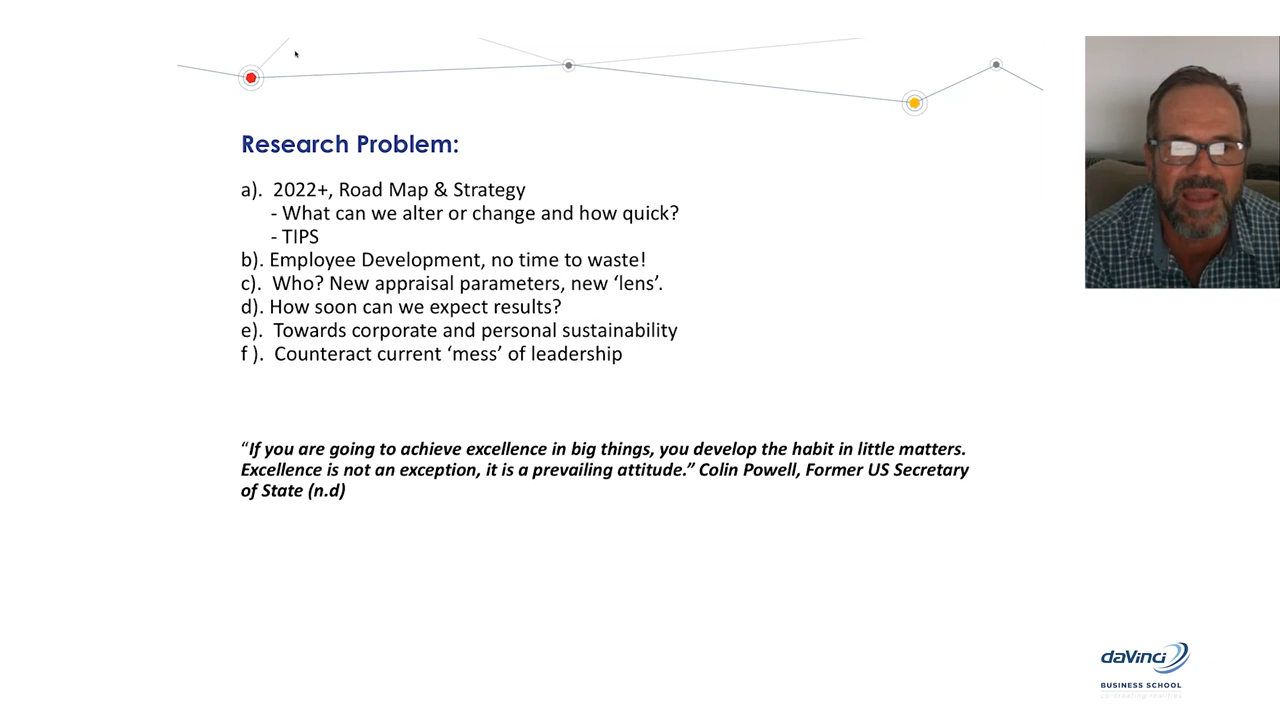 Research Problem:
a). 2022+, Road Map & Strategy
- What can we alter or change and how quick?
- TIPS
b). Employee Development, no time to waste!
c). Who? New appraisal parameters, new ‘lens’.
d). How soon can we expect results?
e). Towards corporate and personal sustainability
f ). Counteract current ‘mess’ of leadership
“If you are going to achieve excellence in big things, you develop the habit in little matters.
Excellence is not an exception, it is a prevailing attitude.” Colin Powell, Former US Secretary
of State (n.d)
daVinci
BUSINESS SCHOOL
co-creating realities